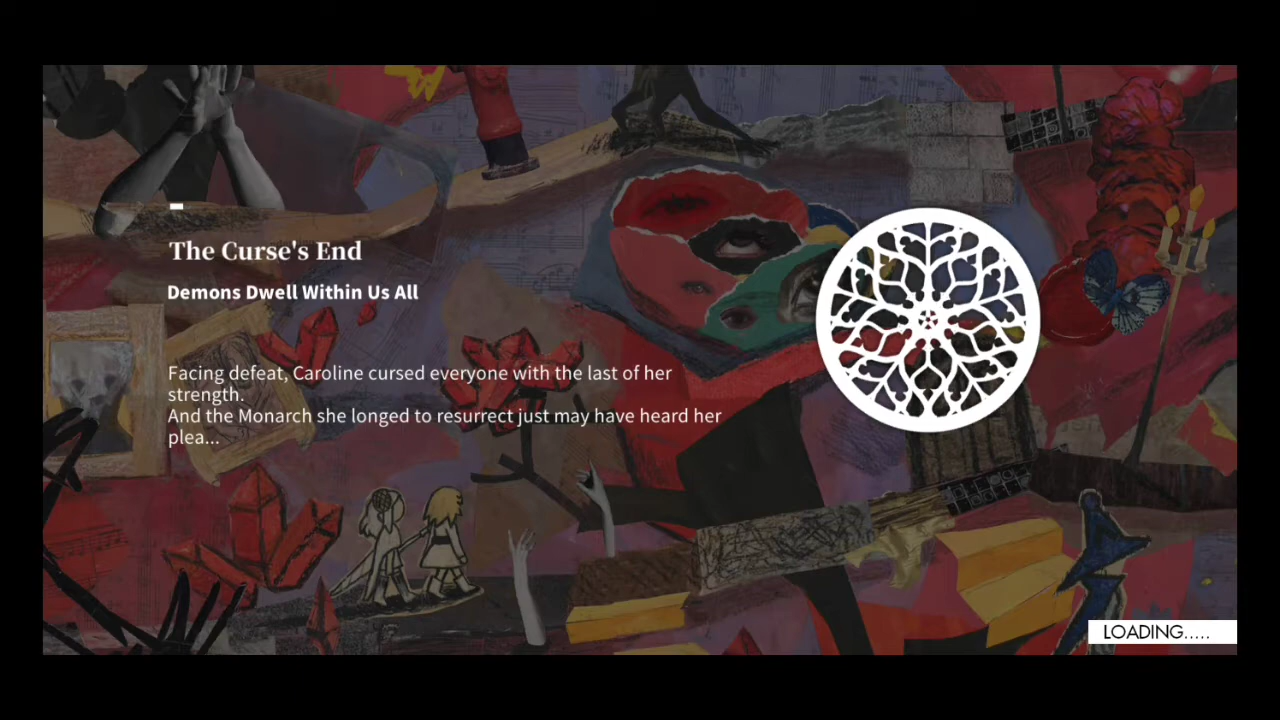 The Curse's End
Demons Dwell Within Us All
Facing defeat, Caroline cursed everyone with the last of her
strength.
And the Monarch she longed to resurrect just may have heard her
plea...
LOADING.....